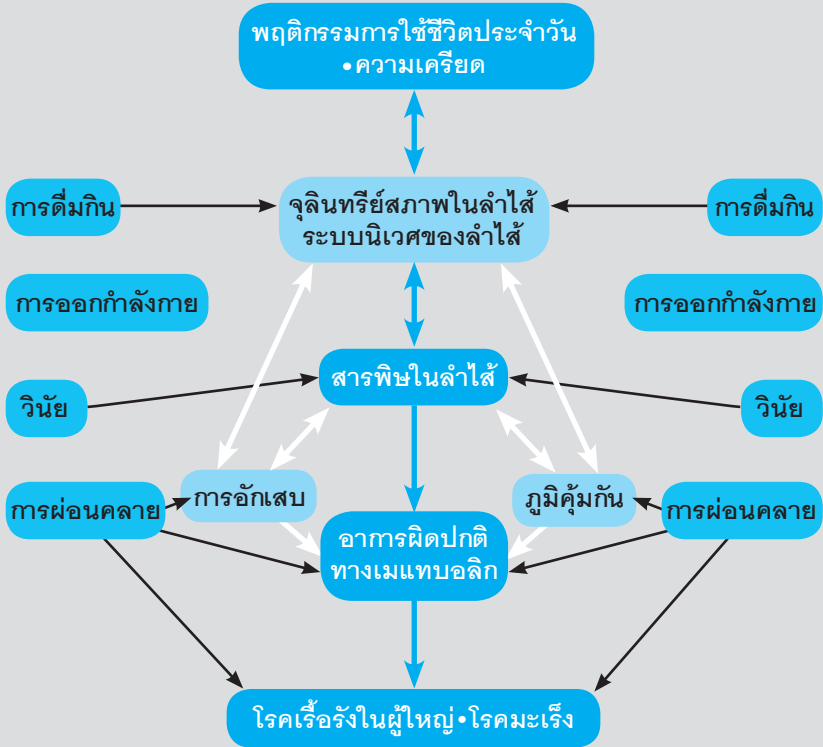 พฤติกรรมการใช้ชีวิตประจำวัน
•ความเครียด
การดื่มกิน
จุลินทรีย์สภาพในลำไส้
ระบบนิเวศของลำไส้
การดื่มกิน
การออกกำลังกาย
การออกกำลังกาย
สารพิษในลำไส้
วินัย
วินัย
การอักเสบ
ภูมิคุ้มกัน
การผ่อนคลาย
การผ่อนคลาย
อาการผิดปกติ
ทางเมแทบอลิก
โรคเรื้อรังในผู้ใหญ่•โรคมะเร็ง